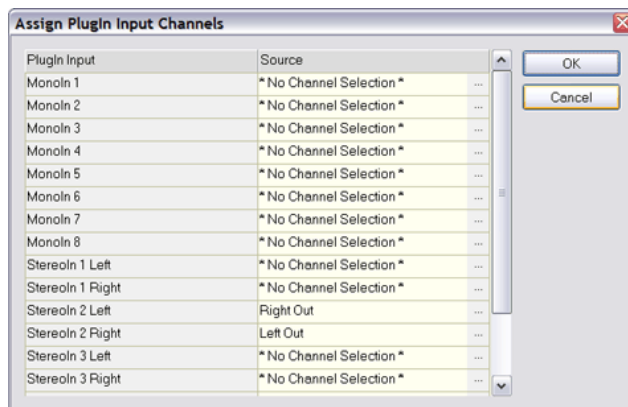 Assign PlugIn Input Channels
PlugIn Input Source
MonoIn 1 * No Channel Selection * ...
MonoIn 2 * No Channel Selection * ...
MonoIn 3 * No Channel Selection * ...
MonoIn 4 * No Channel Selection * ...
MonoIn 5 * No Channel Selection * ...
MonoIn 6 * No Channel Selection * ...
MonoIn 7 * No Channel Selection * ...
MonoIn 8 * No Channel Selection * ...
StereoIn 1 Left * No Channel Selection * ...
StereoIn 1 Right * No Channel Selection * ...
StereoIn 2 Left Right Out ...
StereoIn 2 Right Left Out ...
StereoIn 3 Left * No Channel Selection * ...
StereoIn 3 Right * No Channel Selection * ...
OK
Cancel